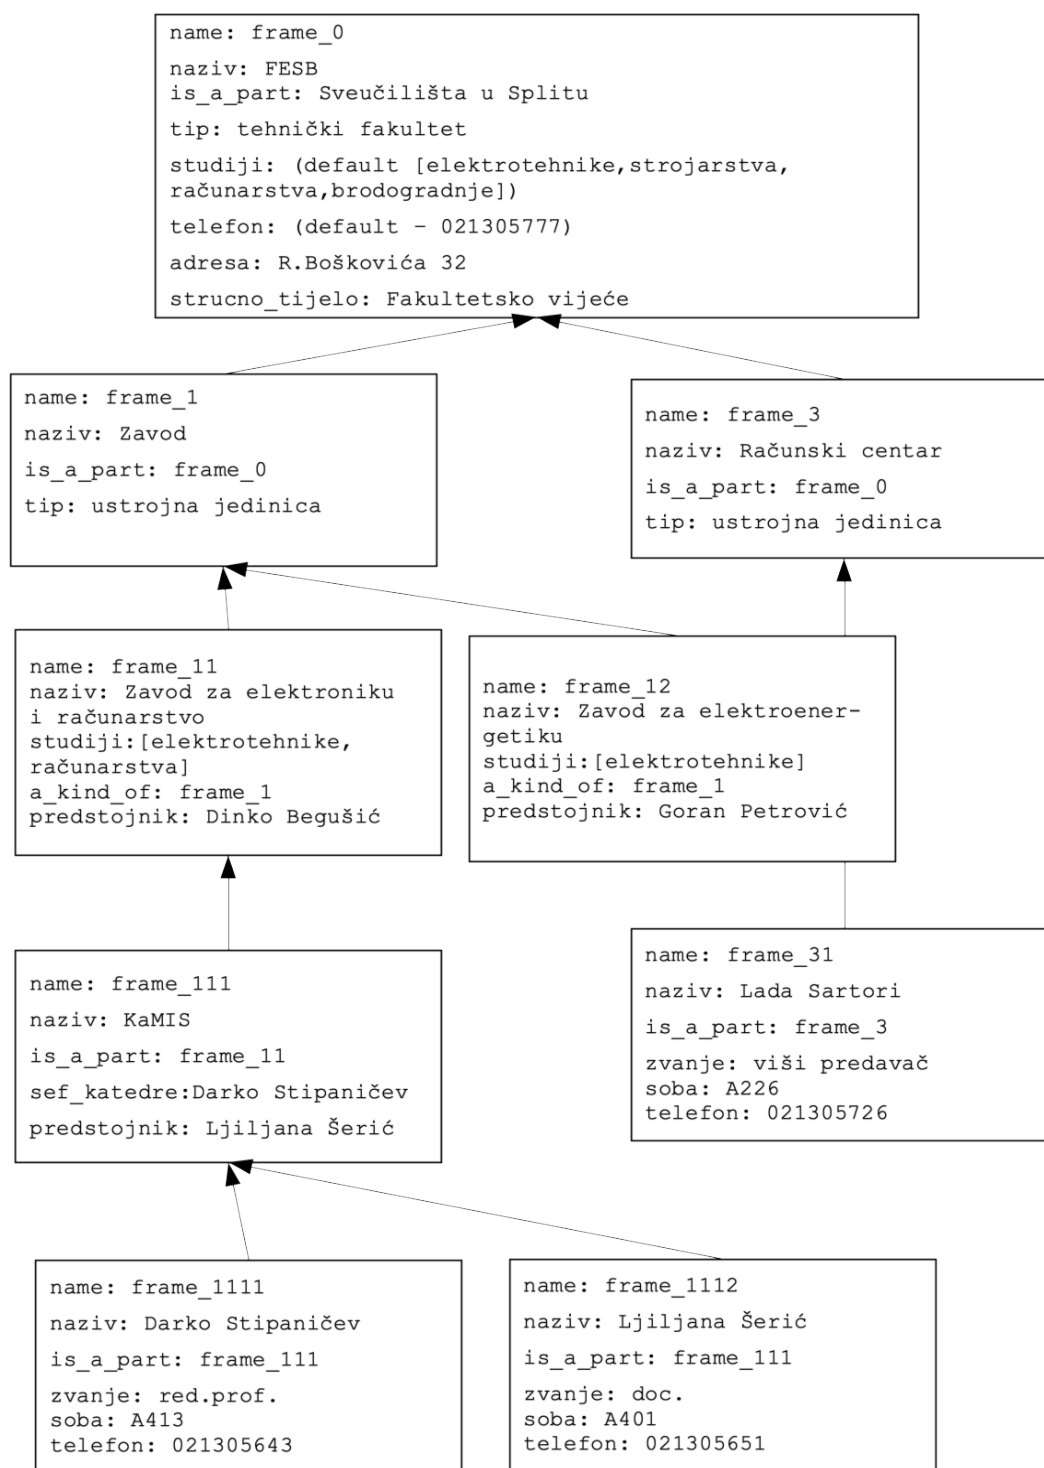 name: frame_0
naziv: FESB
is_a_part: Sveučilišta u Splitu
tip: tehnički fakultet
studiji: (default [elektrotehnike,strojarstva,
računarstva,brodogradnje])
telefon: (default – 021305777)
adresa: R.Boškovića 32
strucno_tijelo: Fakultetsko vijeće
name: frame_1
naziv: Zavod
is_a_part: frame_0
tip: ustrojna jedinica
name: frame_3
naziv: Računski centar
is_a_part: frame_0
tip: ustrojna jedinica
name: frame_11
naziv: Zavod za elektroniku
i računarstvo
studiji:[elektrotehnike,
računarstva]
a_kind_of: frame_1
predstojnik: Dinko Begušić
name: frame_12
naziv: Zavod za elektroener-
getiku
studiji:[elektrotehnike]
a_kind_of: frame_1
predstojnik: Goran Petrović
name: frame_111
naziv: KaMIS
is_a_part: frame_11
sef_katedre:Darko Stipaničev
predstojnik: Ljiljana Šerić
name: frame_31
naziv: Lada Sartori
is_a_part: frame_3
zvanje: viši predavač
soba: A226
telefon: 021305726
name: frame_1111
naziv: Darko Stipaničev
is_a_part: frame_111
zvanje: red.prof.
soba: A413
telefon: 021305643
name: frame_1112
naziv: Ljiljana Šerić
is_a_part: frame_111
zvanje: doc.
soba: A401
telefon: 021305651